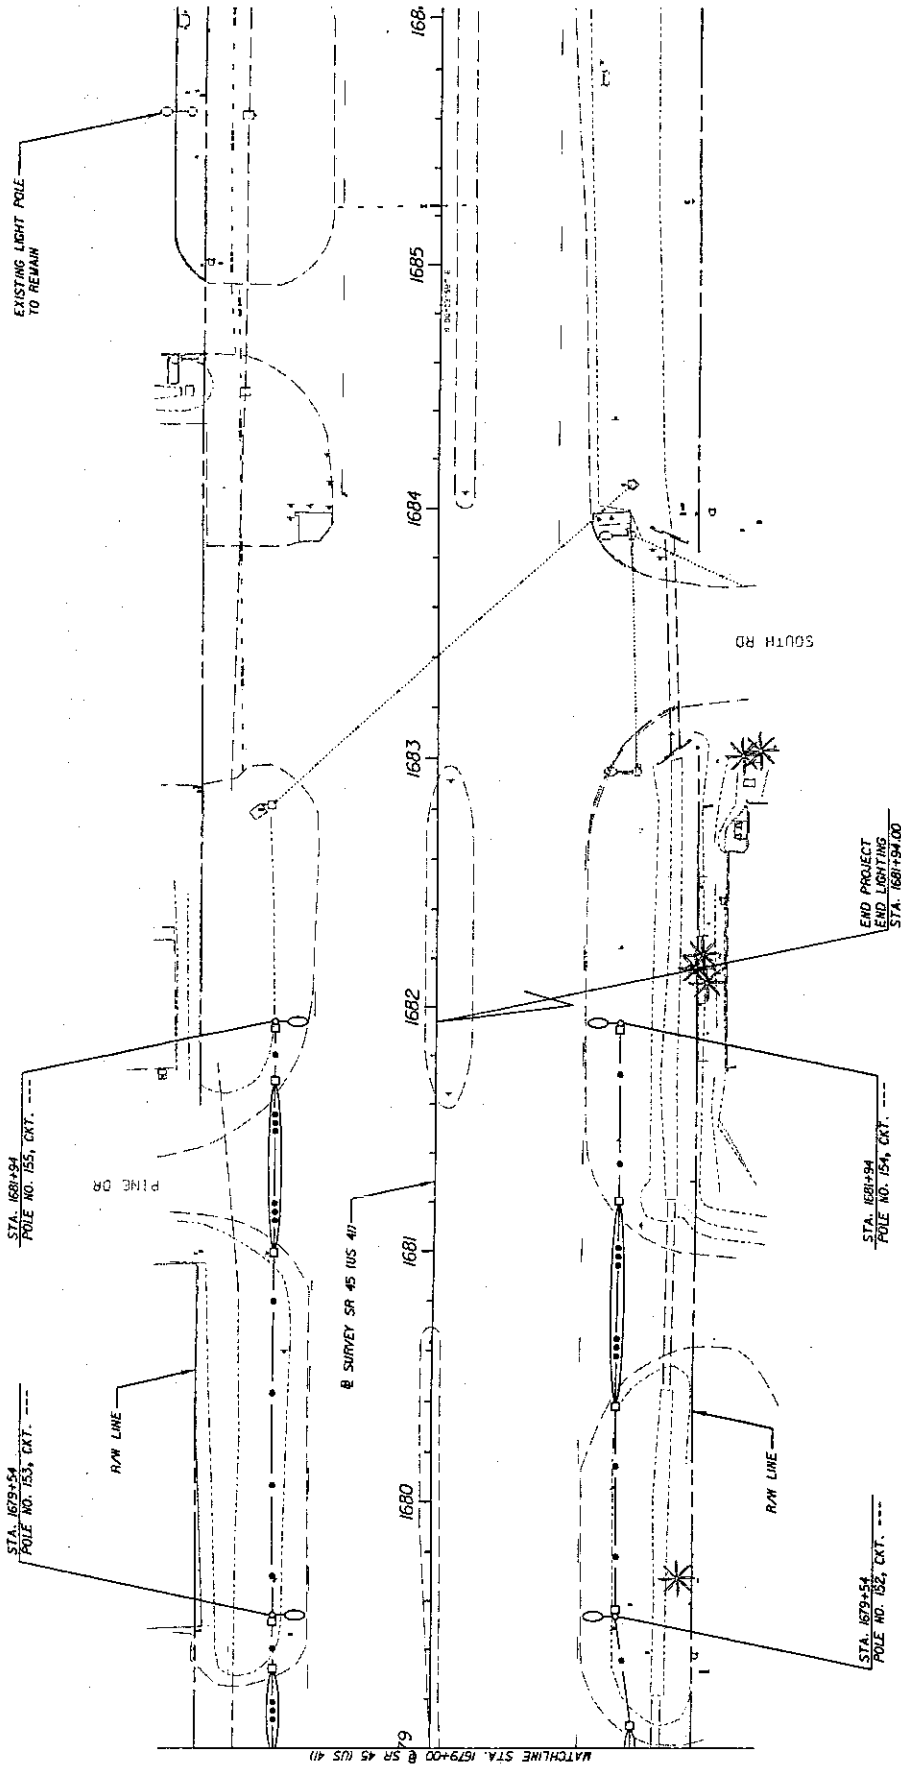 EXISTING LIGHT POLE
TO REMAIN
STA. 1681+94
POLE NO. 155, CKT. ---
STA. 1679+54
POLE NO. 153, CKT. ---
PINE DR
R/W LINE
℄ SURVEY SR 45 (US 41)
1685
1684
1683
1682
1681
1680
79
168
MATCHLINE STA. 1679+00 ℄ SR 45 (US 41)
SOUTH RD
END PROJECT
END LIGHTING
STA. 1681+94.00
STA. 1681+94
POLE NO. 154, CKT. ---
R/W LINE
STA. 1679+54
POLE NO. 152, CKT. ---